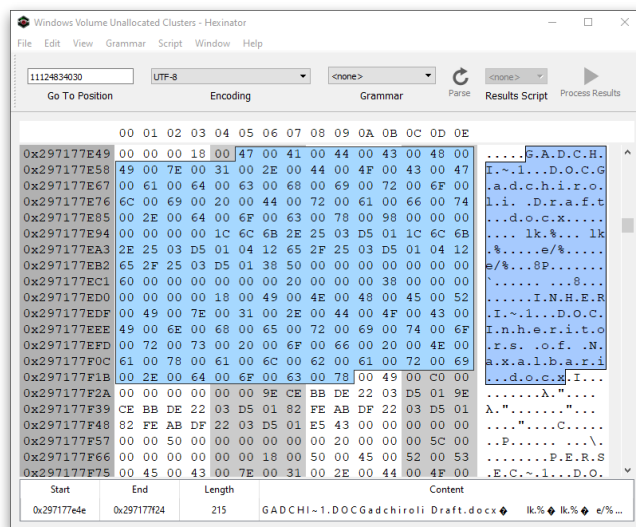 Windows Volume Unallocated Clusters - Hexinator
File Edit View Grammar Script Window Help
11124834030 UTF-8 <none> <none>
Go To Position Encoding Grammar Parse Results Script Process Results
00 01 02 03 04 05 06 07 08 09 0A 0B 0C 0D 0E
0x297177E49 00 00 00 18 00 47 00 41 00 44 00 43 00 48 00 .....G.A.D.C.H.
0x297177E58 49 00 7E 00 31 00 2E 00 44 00 4F 00 43 00 47 I.~.1...D.O.C.G
0x297177E67 00 61 00 64 00 63 00 68 00 69 00 72 00 6F 00 .a.d.c.h.i.r.o.
0x297177E76 6C 00 69 00 20 00 44 00 72 00 61 00 66 00 74 l.i. .D.r.a.f.t
0x297177E85 00 2E 00 64 00 6F 00 63 00 78 00 98 00 00 00 ...d.o.c.x.....
0x297177E94 00 00 00 00 1C 6C 6B 2E 25 03 D5 01 1C 6C 6B ..... lk.%... lk
0x297177EA3 2E 25 03 D5 01 04 12 65 2F 25 03 D5 01 04 12 .%.....e/%.....
0x297177EB2 65 2F 25 03 D5 01 38 50 00 00 00 00 00 00 00 e/%...8P.......
0x297177EC1 60 00 00 00 00 00 00 20 00 00 00 38 00 00 00 `...... ...8...
0x297177ED0 00 00 00 00 18 00 49 00 4E 00 48 00 45 00 52 ......I.N.H.E.R
0x297177EDF 00 49 00 7E 00 31 00 2E 00 44 00 4F 00 43 00 .I.~.1...D.O.C.
0x297177EEE 49 00 6E 00 68 00 65 00 72 00 69 00 74 00 6F I.n.h.e.r.i.t.o
0x297177EFD 00 72 00 73 00 20 00 6F 00 66 00 20 00 4E 00 .r.s. .o.f. .N.
0x297177F0C 61 00 78 00 61 00 6C 00 62 00 61 00 72 00 69 a.x.a.l.b.a.r.i
0x297177F1B 00 2E 00 64 00 6F 00 63 00 78 00 49 00 C0 00 ...d.o.c.x.I...
0x297177F2A 00 00 00 00 00 00 9E CE BB DE 22 03 D5 01 9E .......λ."....
0x297177F39 CE BB DE 22 03 D5 01 82 FE AB DF 22 03 D5 01 λ."......."...
0x297177F48 82 FE AB DF 22 03 D5 01 E5 43 00 00 00 00 00 ...."....C.....
0x297177F57 00 00 50 00 00 00 00 00 00 20 00 00 00 5C 00 ..P...... ...\.
0x297177F66 00 00 00 00 00 00 18 00 50 00 45 00 52 00 53 ........P.E.R.S
0x297177F75 00 45 00 43 00 7E 00 31 00 2E 00 44 00 4F 00 .E.C.~.1...D.O.
Start End Length Content
0x297177e4e 0x297177f24 215 GADCHI~1.DOCGadchiroli Draft.docx� lk.%� lk.%� e/%...